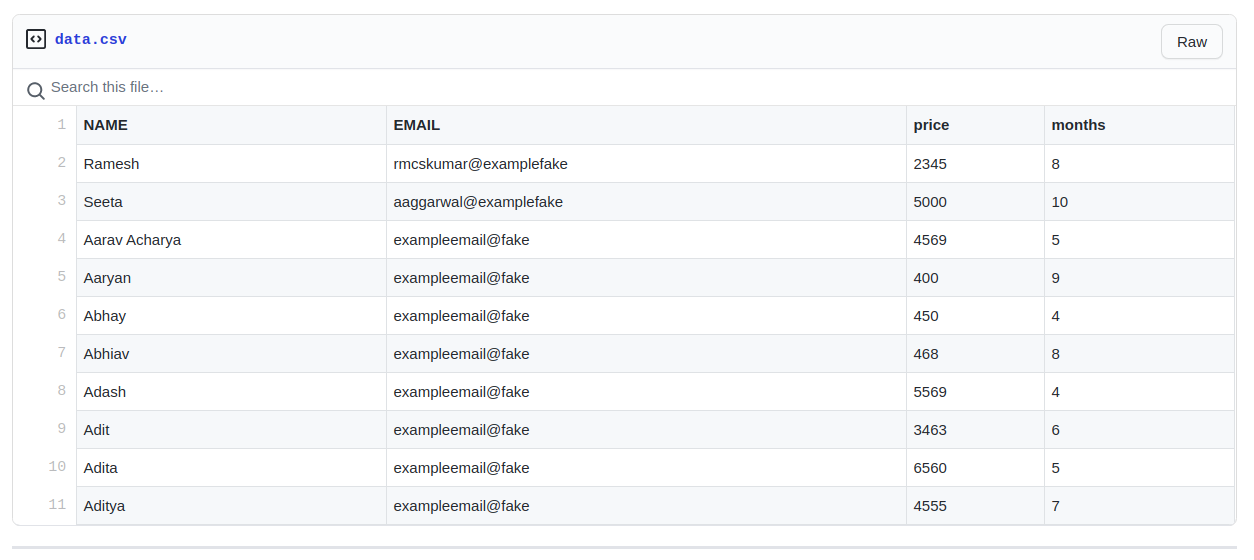 data.csv Raw
Search this file…
1 NAME EMAIL price months
2 Ramesh rmcskumar@examplefake 2345 8
3 Seeta aaggarwal@examplefake 5000 10
4 Aarav Acharya exampleemail@fake 4569 5
5 Aaryan exampleemail@fake 400 9
6 Abhay exampleemail@fake 450 4
7 Abhiav exampleemail@fake 468 8
8 Adash exampleemail@fake 5569 4
9 Adit exampleemail@fake 3463 6
10 Adita exampleemail@fake 6560 5
11 Aditya exampleemail@fake 4555 7